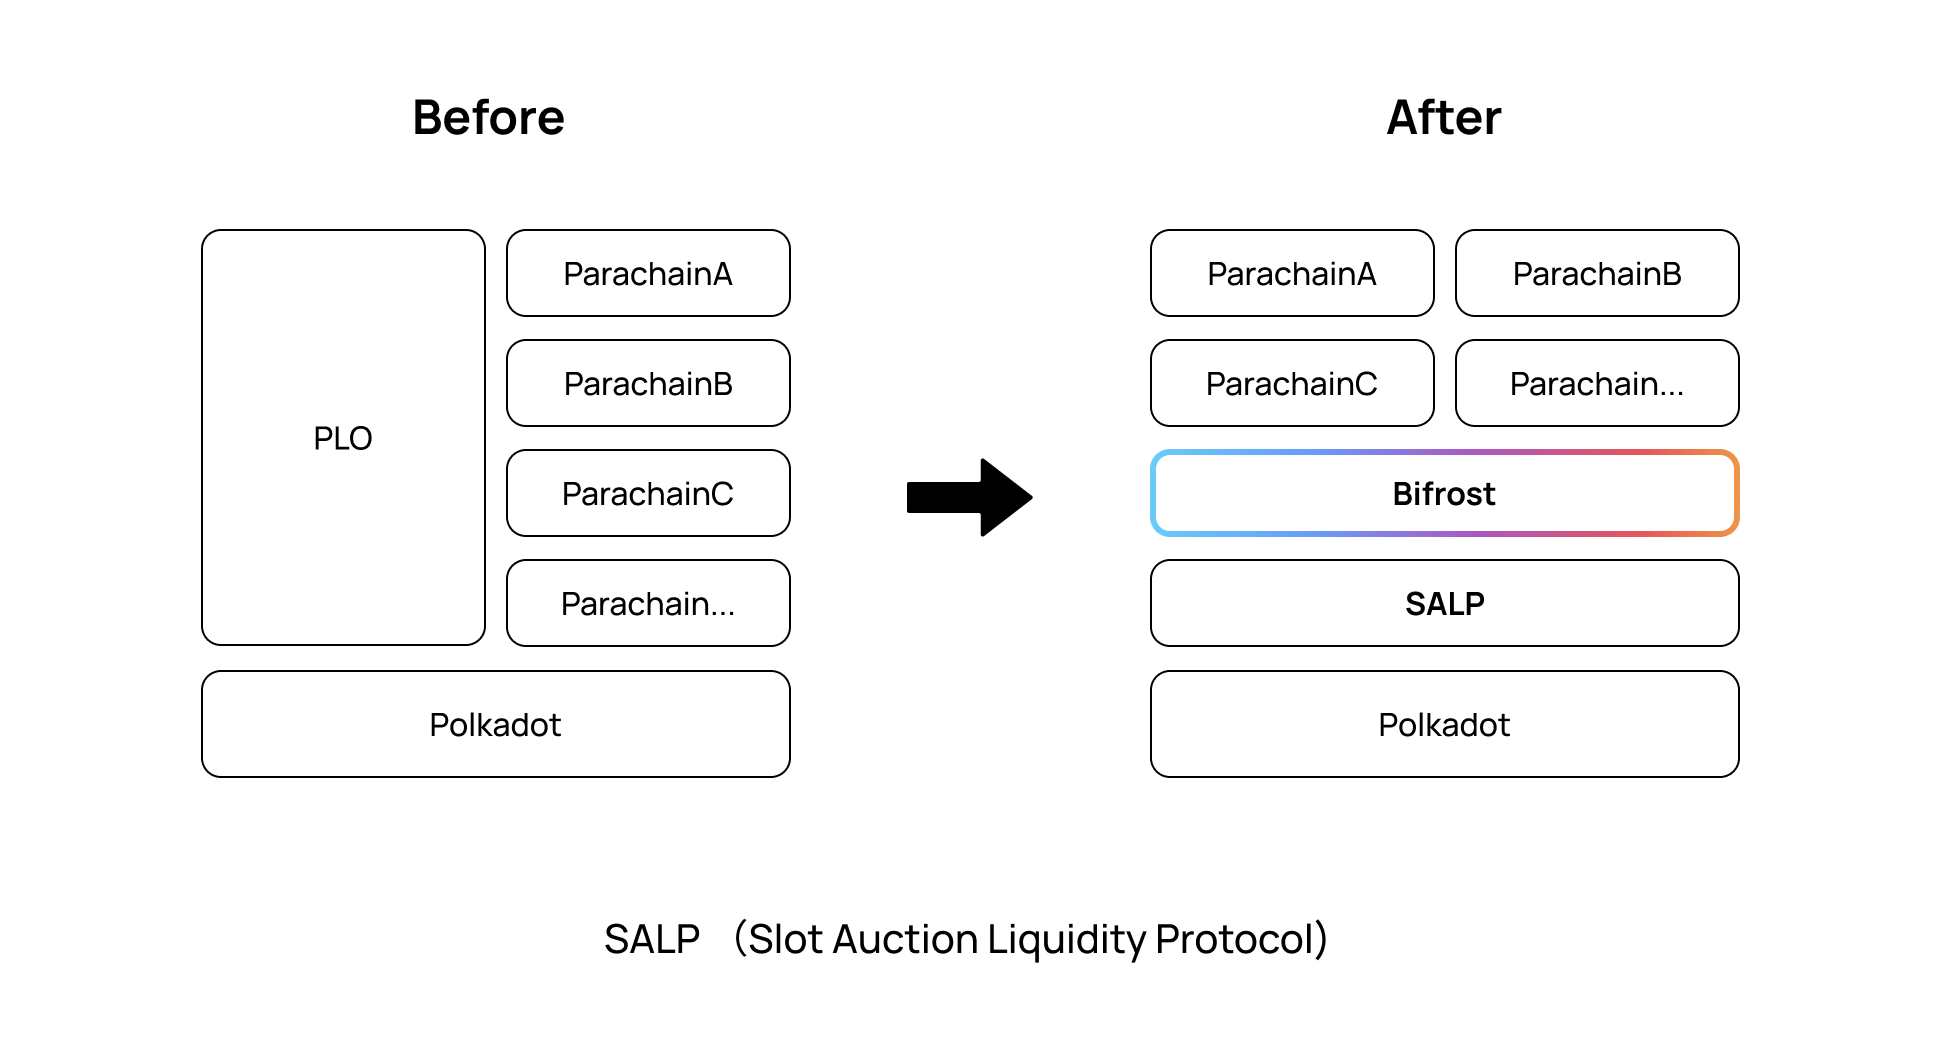 Before
PLO
ParachainA
ParachainB
ParachainC
Parachain...
Polkadot
After
ParachainA
ParachainB
ParachainC
Parachain...
Bifrost
SALP
Polkadot
SALP （Slot Auction Liquidity Protocol)